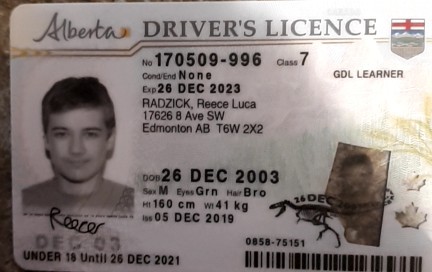 Alberta DRIVER'S LICENCE
No 170509-996 Class 7
Cond/End None GDL LEARNER
Exp 26 DEC 2023
RADZICK, Reece Luca
17626 8 Ave SW
Edmonton AB T6W 2X2
DOB 26 DEC 2003
Sex M Eyes Grn Hair Bro
Ht 160 cm Wt 41 kg
Iss 05 DEC 2019
26 DEC
Reecer
DEC 03
0858-75151
UNDER 18 Until 26 DEC 2021